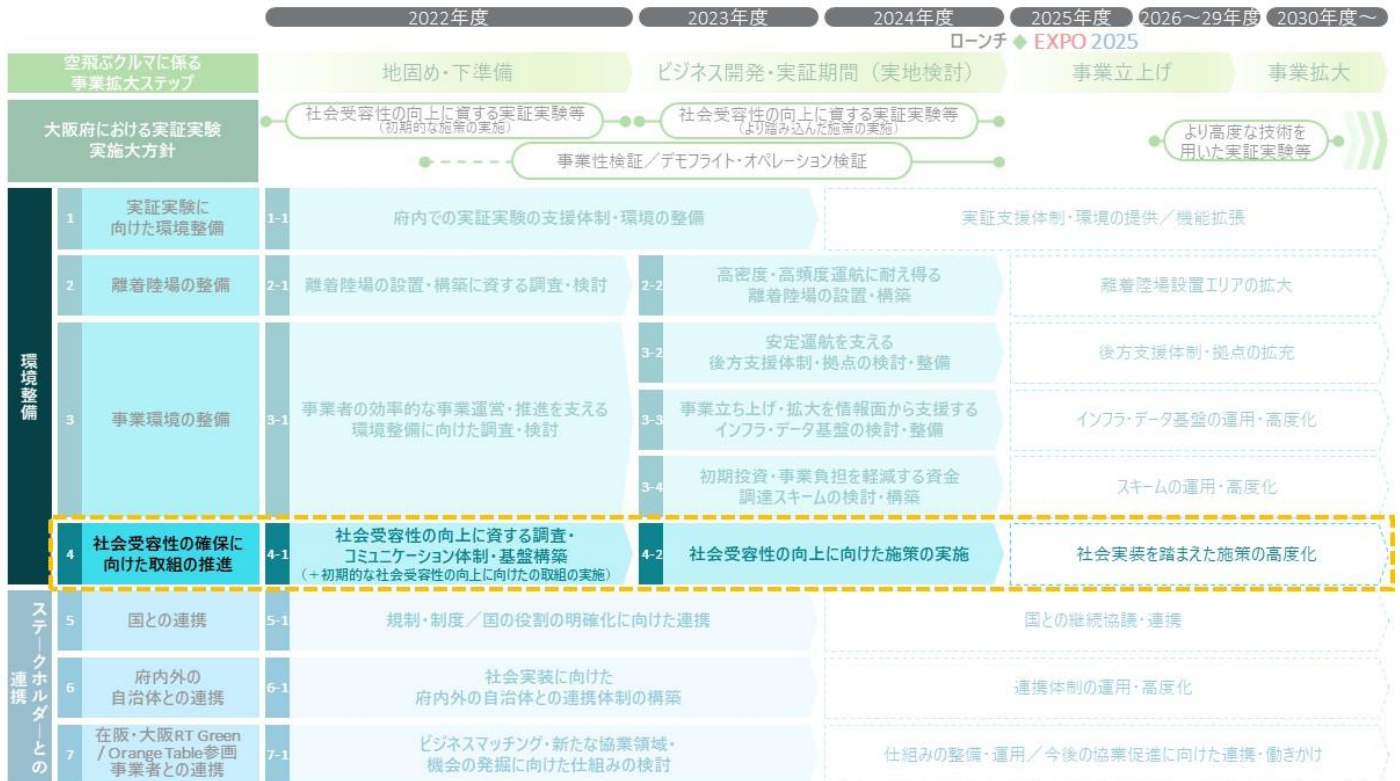 2022年度
2023年度
2024年度
2025年度
2026～29年度
2030年度～
ローンチ◆EXPO 2025
空飛ぶクルマに係る
事業拡大ステップ
地固め・下準備
ビジネス開発・実証期間（実地検討）
事業立上げ
事業拡大
大阪府における実証実験
実施大方針
社会受容性の向上に資する実証実験等
（初期的な施策の実施）
社会受容性の向上に資する実証実験等
（より踏み込んだ施策の実施）
事業性検証／デモフライト・オペレーション検証
より高度な技術を
用いた実証実験等
環境整備
1
実証実験に
向けた環境整備
1-1
府内での実証実験の支援体制・環境の整備
実証支援体制・環境の提供／機能拡張
2
離着陸場の整備
2-1
離着陸場の設置・構築に資する調査・検討
2-2
高密度・高頻度運航に耐え得る
離着陸場の設置・構築
離着陸場設置エリアの拡大
3
事業環境の整備
3-1
事業者の効率的な事業運営・推進を支える
環境整備に向けた調査・検討
3-2
安定運航を支える
後方支援体制・拠点の検討・整備
後方支援体制・拠点の拡充
3-3
事業立ち上げ・拡大を情報面から支援する
インフラ・データ基盤の検討・整備
インフラ・データ基盤の運用・高度化
3-4
初期投資・事業負担を軽減する資金
調達スキームの検討・構築
スキームの運用・高度化
4
社会受容性の確保に
向けた取組の推進
4-1
社会受容性の向上に資する調査・
コミュニケーション体制・基盤構築
（＋初期的な社会受容性の向上に向けたの取組の実施）
4-2
社会受容性の向上に向けた施策の実施
社会実装を踏まえた施策の高度化
ステークホルダーとの
連携
5
国との連携
5-1
規制・制度／国の役割の明確化に向けた連携
国との継続協議・連携
6
府内外の
自治体との連携
6-1
社会実装に向けた
府内外の自治体との連携体制の構築
連携体制の運用・高度化
7
在阪・大阪RT Green
/ Orange Table参画
事業者との連携
7-1
ビジネスマッチング・新たな協業領域・
機会の発掘に向けた仕組みの検討
仕組みの整備・運用／今後の協業促進に向けた連携・働きかけ